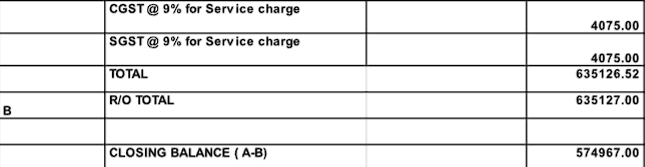 CGST @ 9% for Service charge
4075.00
SGST @ 9% for Service charge
4075.00
TOTAL 635126.52
B R/O TOTAL 635127.00
CLOSING BALANCE ( A-B) 574967.00